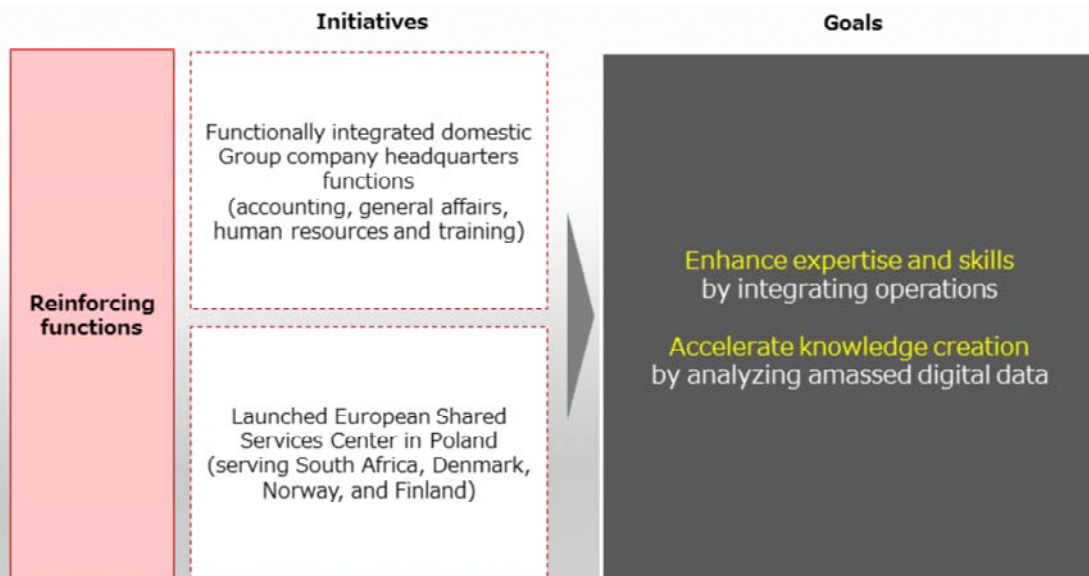 Initiatives
Goals
Reinforcing
functions
Functionally integrated domestic
Group company headquarters
functions
(accounting, general affairs,
human resources and training)
Launched European Shared
Services Center in Poland
(serving South Africa, Denmark,
Norway, and Finland)
Enhance expertise and skills
by integrating operations
Accelerate knowledge creation
by analyzing amassed digital data